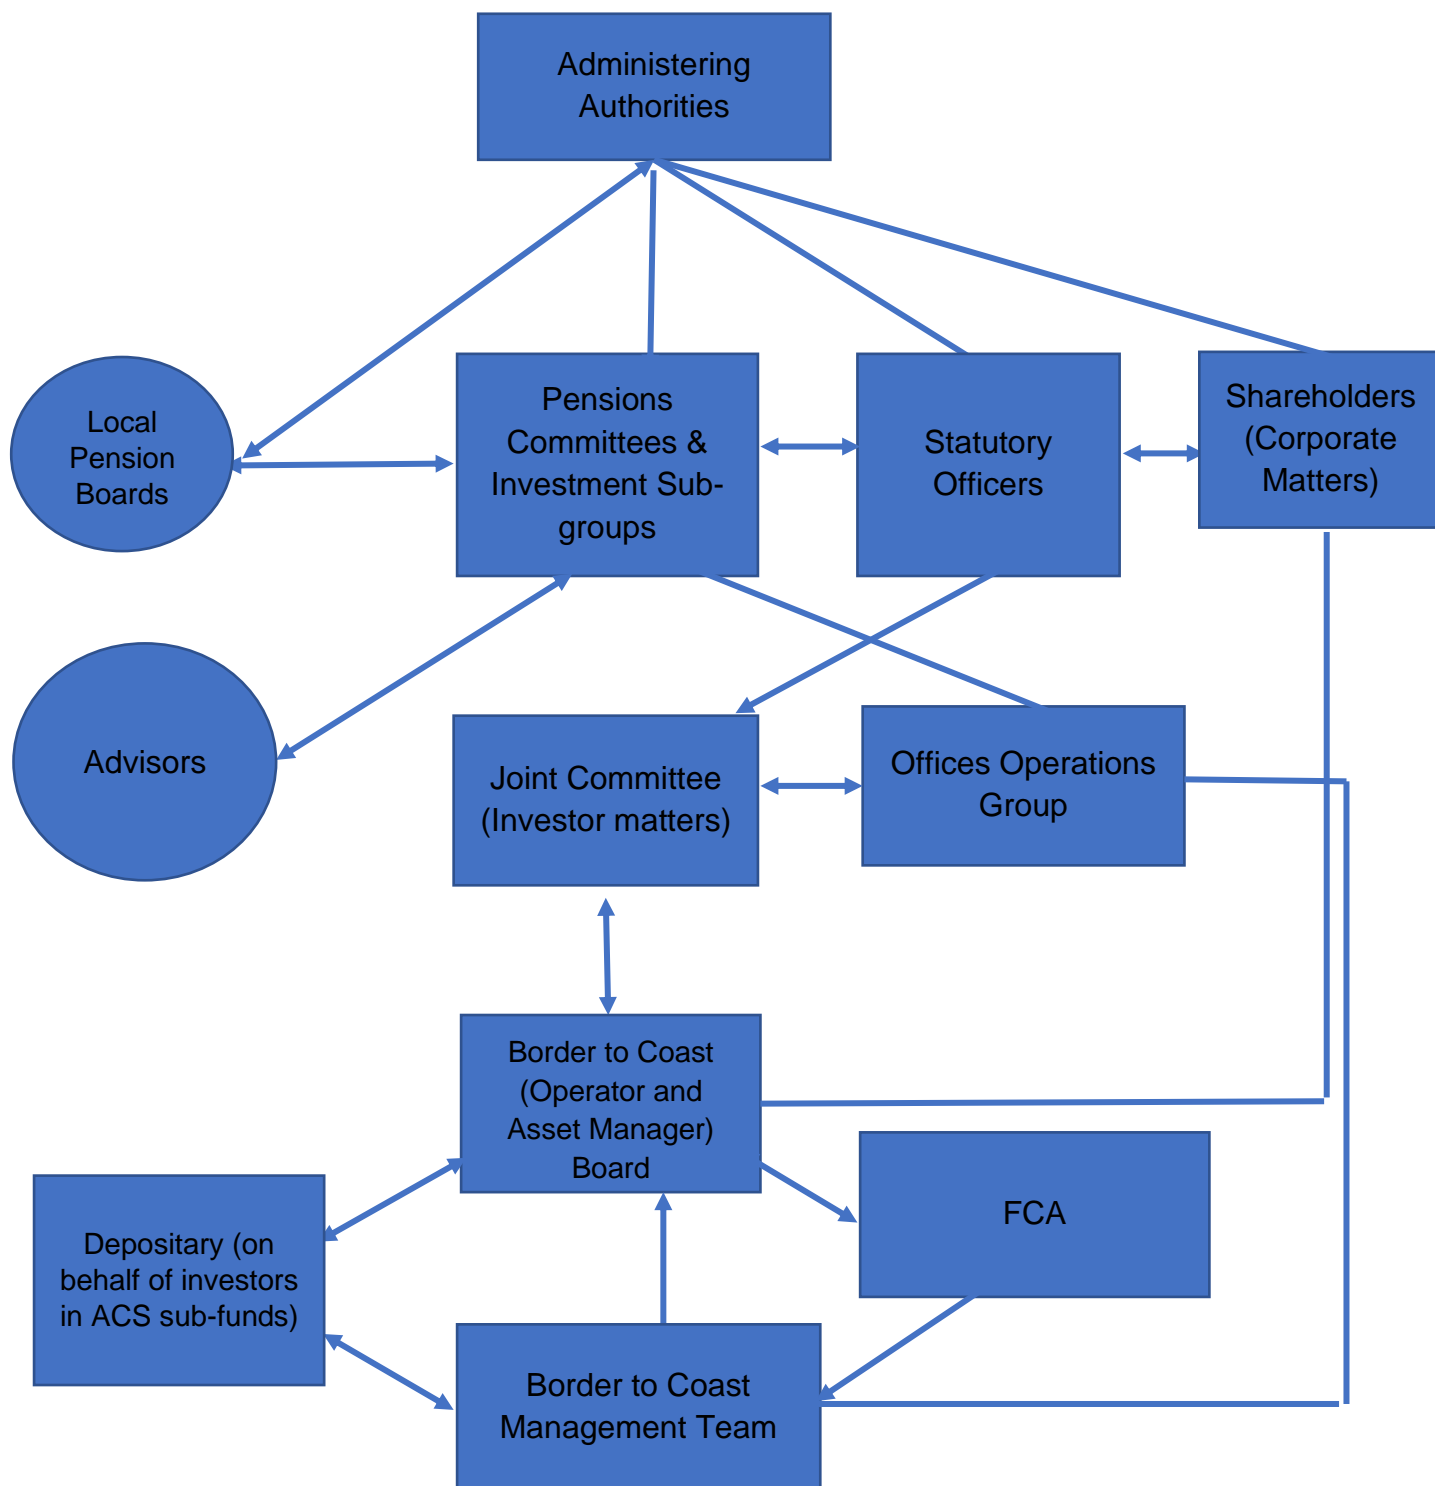 Administering
Authorities
Local
Pension
Boards
Pensions
Committees &
Investment Sub-
groups
Statutory
Officers
Shareholders
(Corporate
Matters)
Advisors
Joint Committee
(Investor matters)
Offices Operations
Group
Border to Coast
(Operator and
Asset Manager)
Board
FCA
Depositary (on
behalf of investors
in ACS sub-funds)
Border to Coast
Management Team